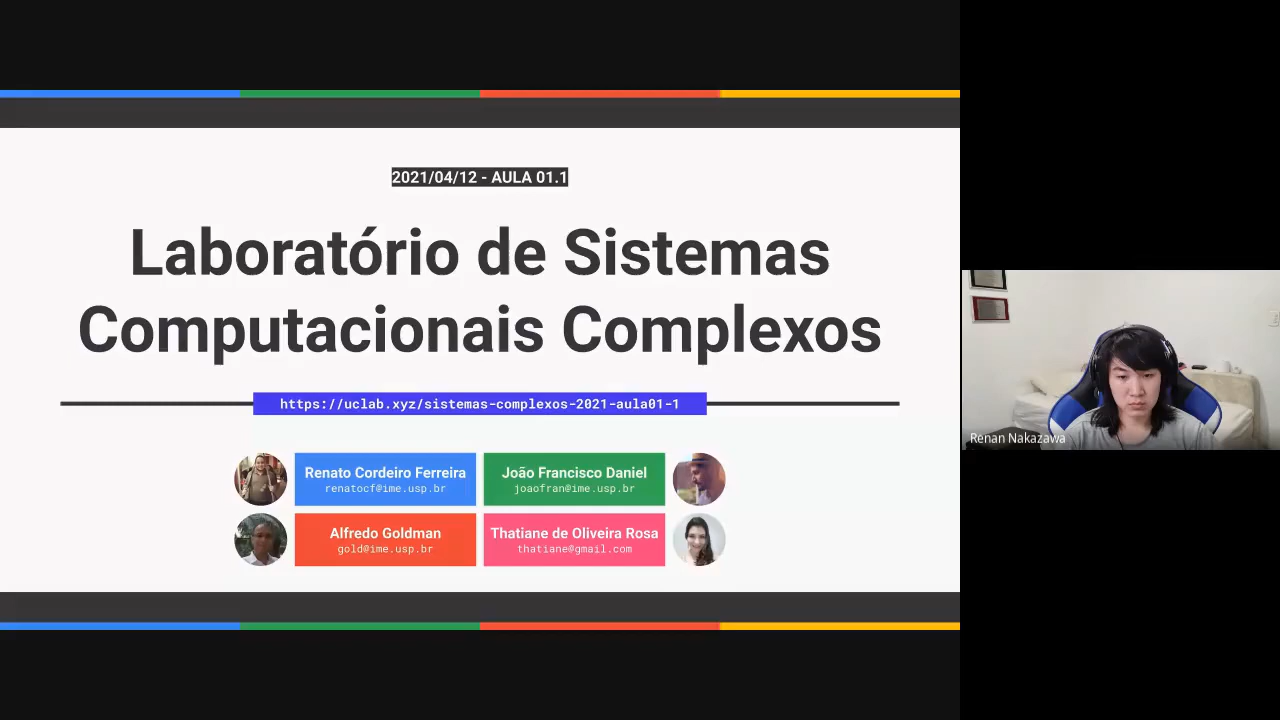 2021/04/12 - AULA 01.1
Laboratório de Sistemas
Computacionais Complexos
https://uclab.xyz/sistemas-complexos-2021-aula01-1
Renato Cordeiro Ferreira
renatocf@ime.usp.br
João Francisco Daniel
joaofran@ime.usp.br
Alfredo Goldman
gold@ime.usp.br
Thatiane de Oliveira Rosa
thatiane@gmail.com
Renan Nakazawa